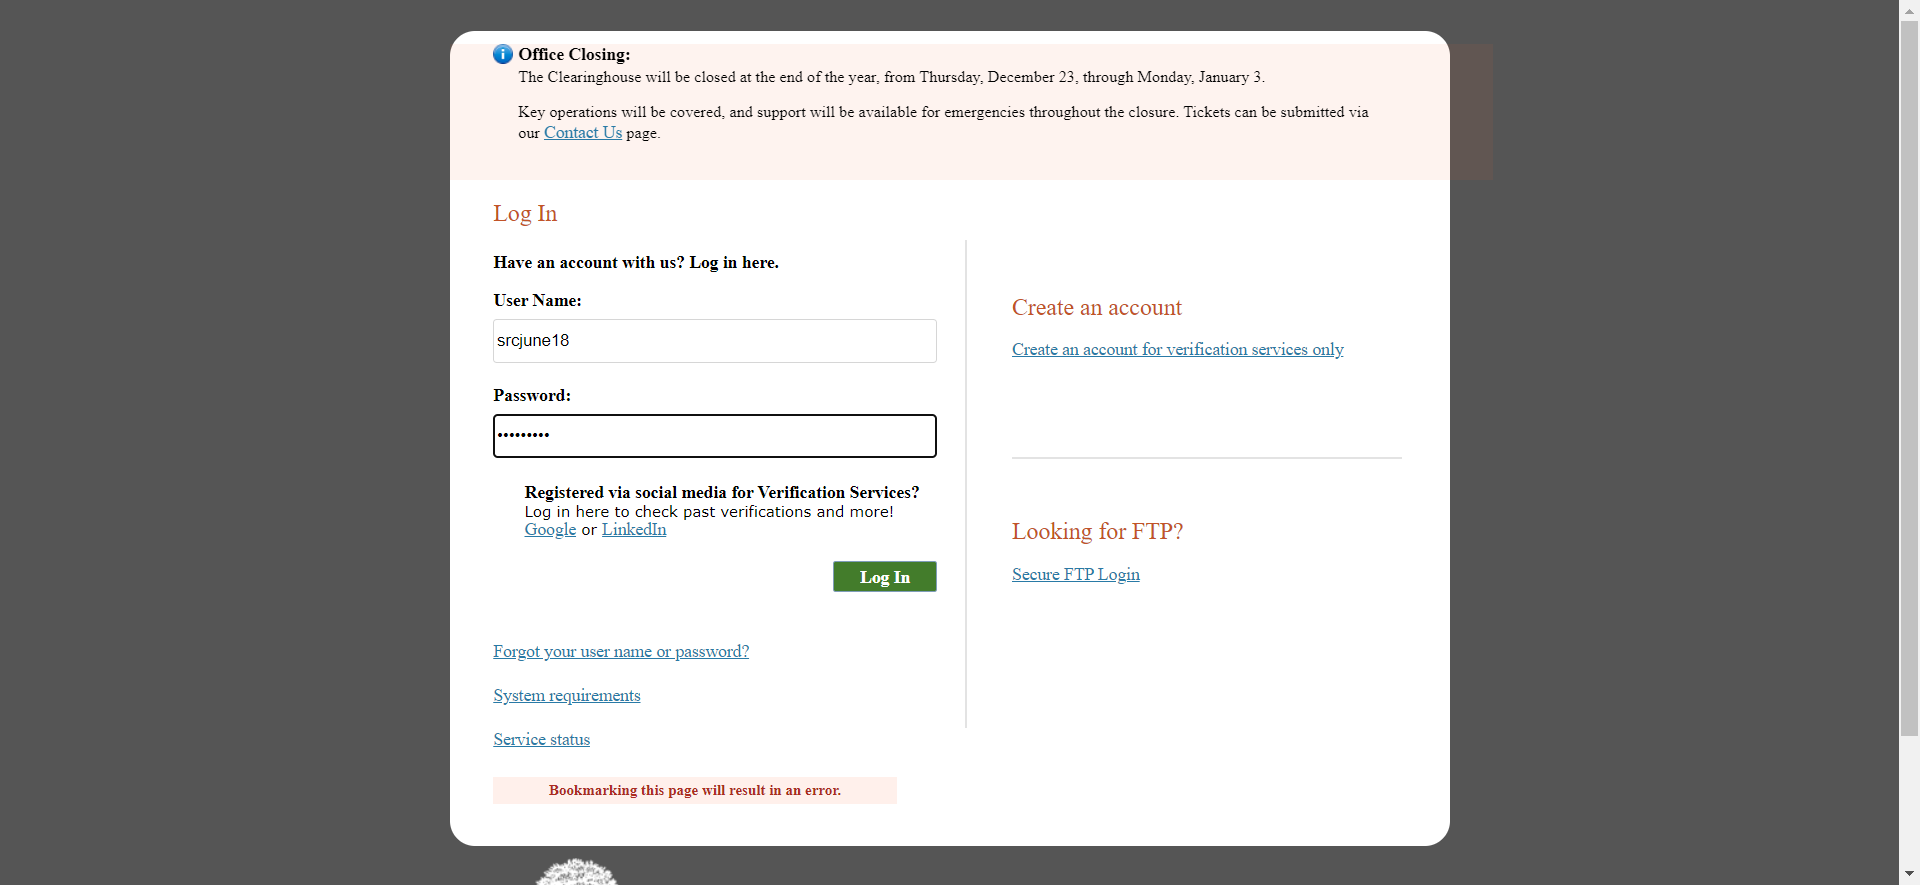 Office Closing:
The Clearinghouse will be closed at the end of the year, from Thursday, December 23, through Monday, January 3.
Key operations will be covered, and support will be available for emergencies throughout the closure. Tickets can be submitted via
our Contact Us page.
Log In
Have an account with us? Log in here.
User Name:
srcjune18
Password:
•••••••••
Registered via social media for Verification Services?
Log in here to check past verifications and more!
Google or LinkedIn
Log In
Forgot your user name or password?
System requirements
Service status
Bookmarking this page will result in an error.
Create an account
Create an account for verification services only
Looking for FTP?
Secure FTP Login